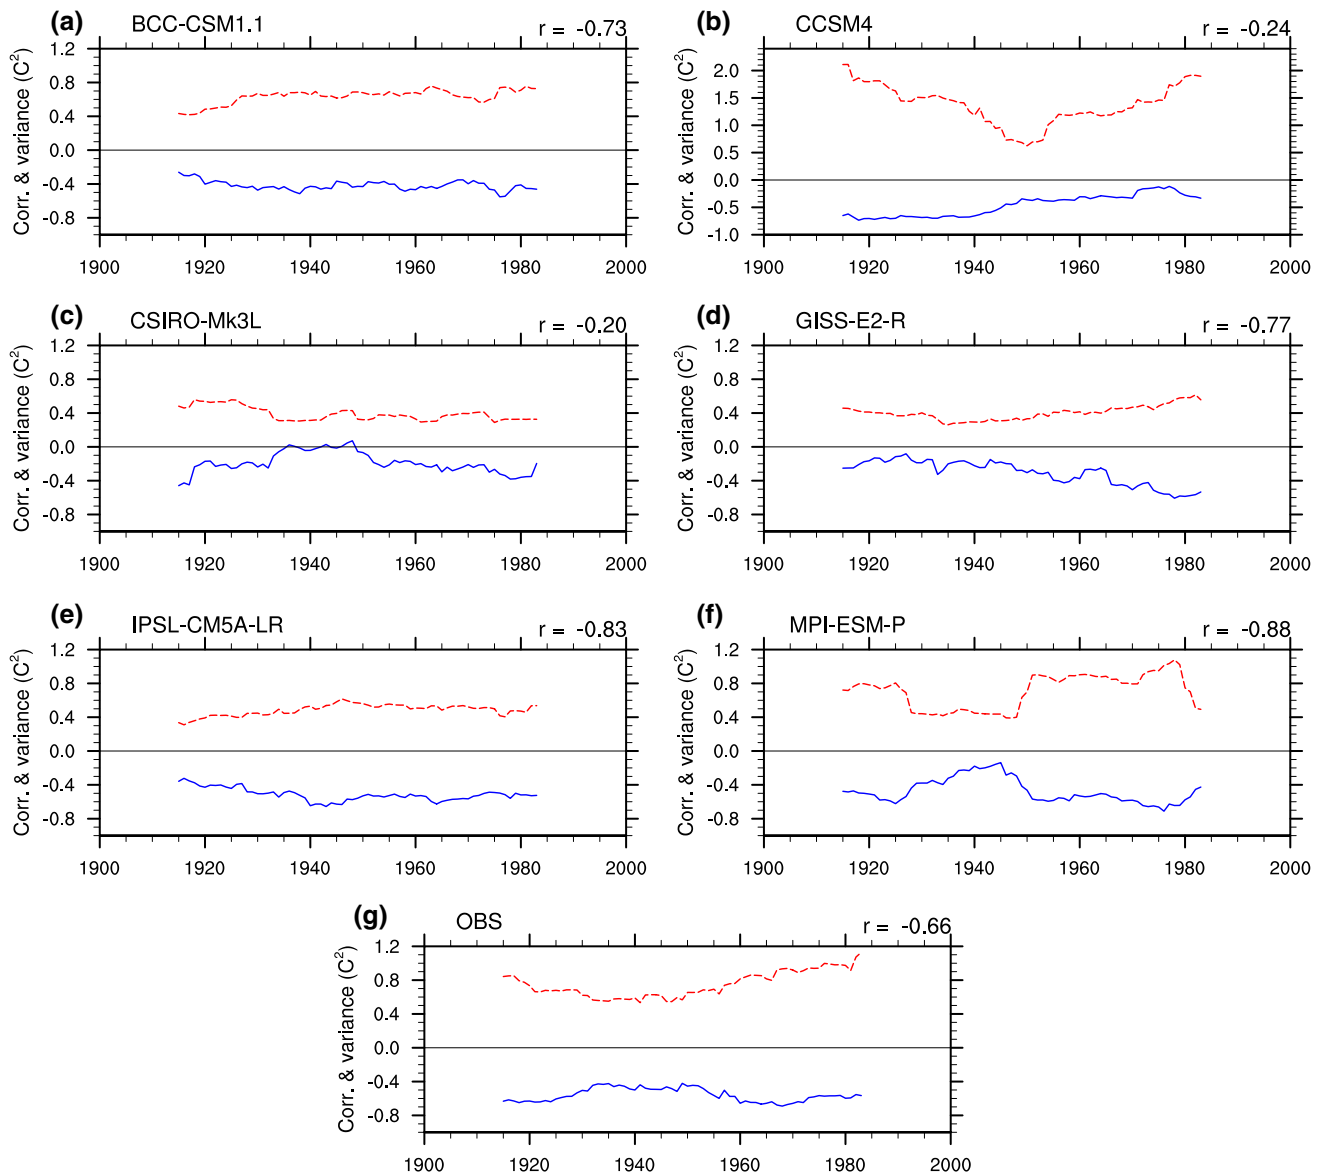 (a) BCC-CSM1.1 r = -0.73
Corr. & variance (C²)
1.2
0.8
0.4
0.0
-0.4
-0.8
1900 1920 1940 1960 1980 2000
(b) CCSM4 r = -0.24
Corr. & variance (C²)
2.0
1.5
1.0
0.5
0.0
-0.5
-1.0
1900 1920 1940 1960 1980 2000
(c) CSIRO-Mk3L r = -0.20
Corr. & variance (C²)
1.2
0.8
0.4
0.0
-0.4
-0.8
1900 1920 1940 1960 1980 2000
(d) GISS-E2-R r = -0.77
Corr. & variance (C²)
1.2
0.8
0.4
0.0
-0.4
-0.8
1900 1920 1940 1960 1980 2000
(e) IPSL-CM5A-LR r = -0.83
Corr. & variance (C²)
1.2
0.8
0.4
0.0
-0.4
-0.8
1900 1920 1940 1960 1980 2000
(f) MPI-ESM-P r = -0.88
Corr. & variance (C²)
1.2
0.8
0.4
0.0
-0.4
-0.8
1900 1920 1940 1960 1980 2000
(g) OBS r = -0.66
Corr. & variance (C²)
1.2
0.8
0.4
0.0
-0.4
-0.8
1900 1920 1940 1960 1980 2000